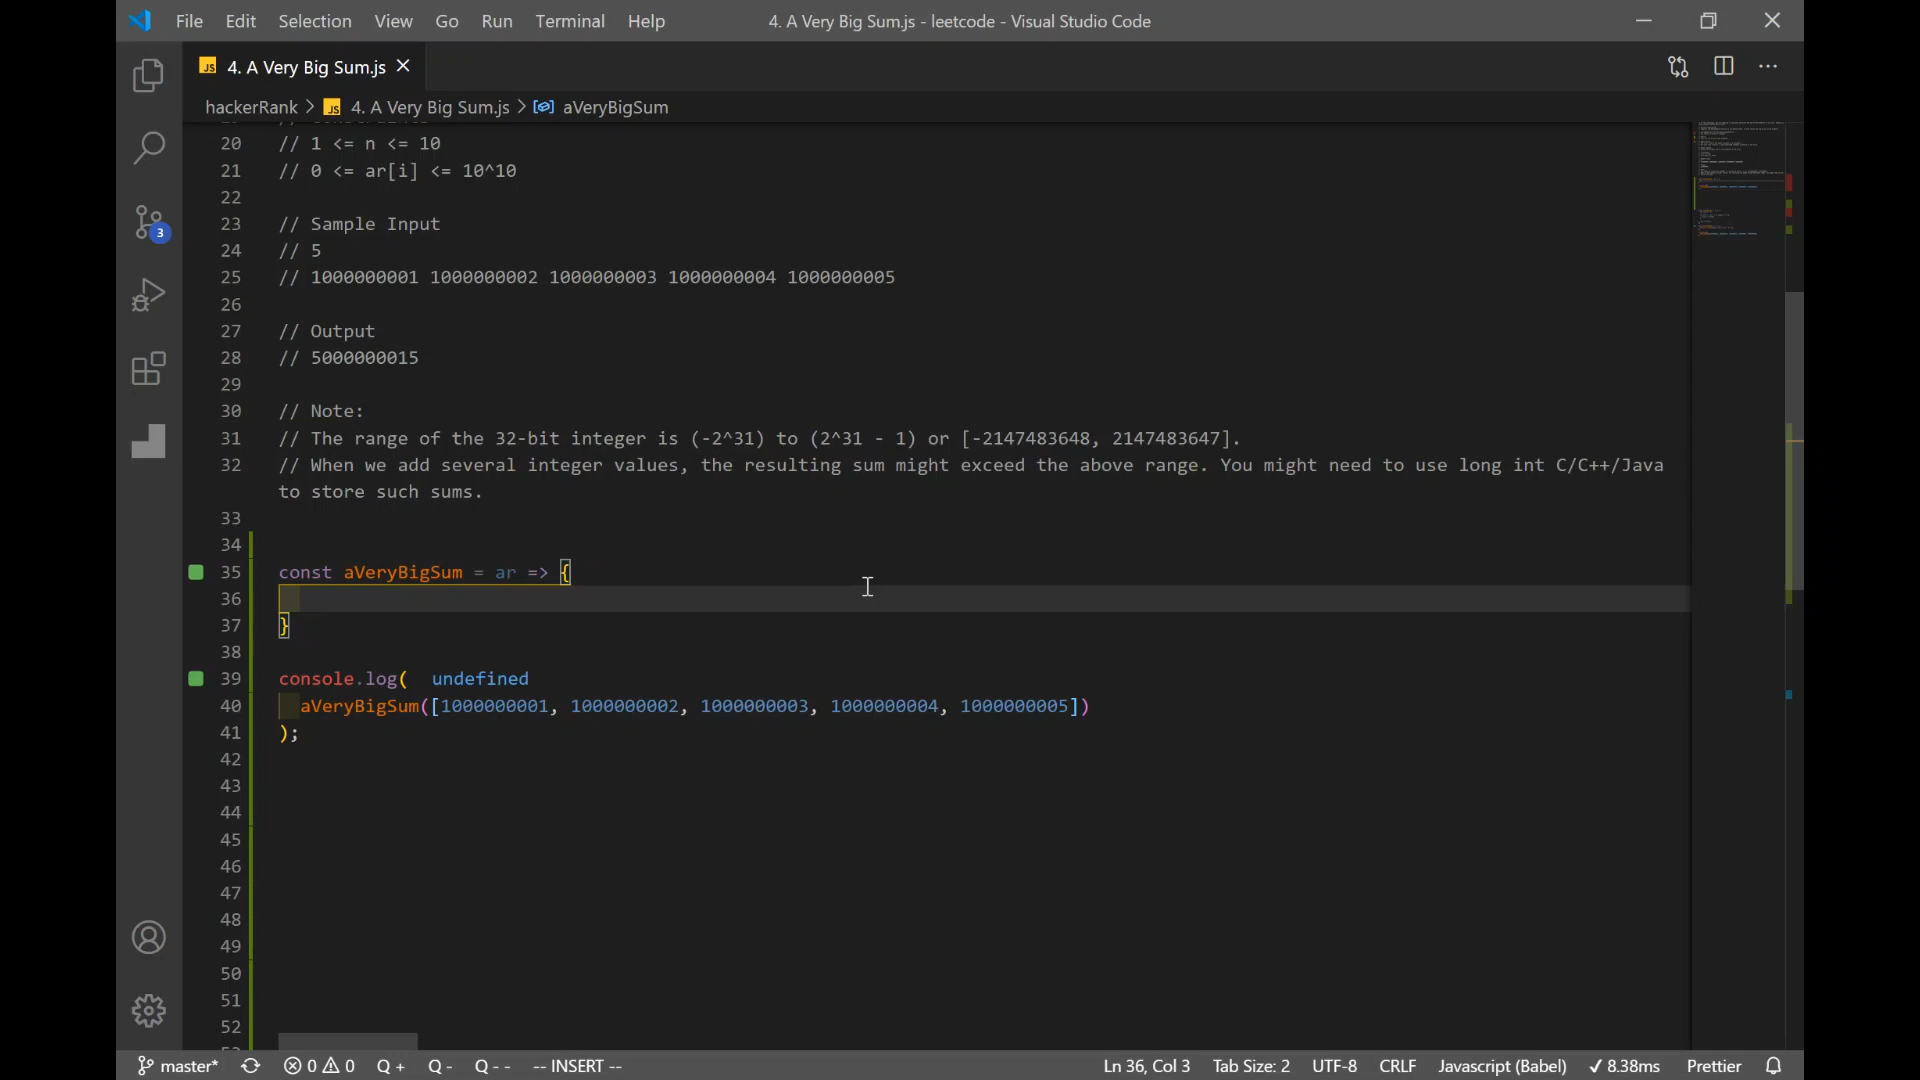 File Edit Selection View Go Run Terminal Help 4. A Very Big Sum.js - leetcode - Visual Studio Code
JS 4. A Very Big Sum.js
hackerRank > JS 4. A Very Big Sum.js > aVeryBigSum
20 // 1 <= n <= 10
21 // 0 <= ar[i] <= 10^10
22
23 // Sample Input
24 // 5
25 // 1000000001 1000000002 1000000003 1000000004 1000000005
26
27 // Output
28 // 5000000015
29
30 // Note:
31 // The range of the 32-bit integer is (-2^31) to (2^31 - 1) or [-2147483648, 2147483647].
32 // When we add several integer values, the resulting sum might exceed the above range. You might need to use long int C/C++/Java
to store such sums.
33
34
35 const aVeryBigSum = ar => {
36
37 }
38
39 console.log( undefined
40 aVeryBigSum([1000000001, 1000000002, 1000000003, 1000000004, 1000000005])
41 );
42
43
44
45
46
47
48
49
50
51
52
3
master* 0 0 Q + Q - Q - - -- INSERT -- Ln 36, Col 3 Tab Size: 2 UTF-8 CRLF Javascript (Babel) ✓ 8.38ms Prettier